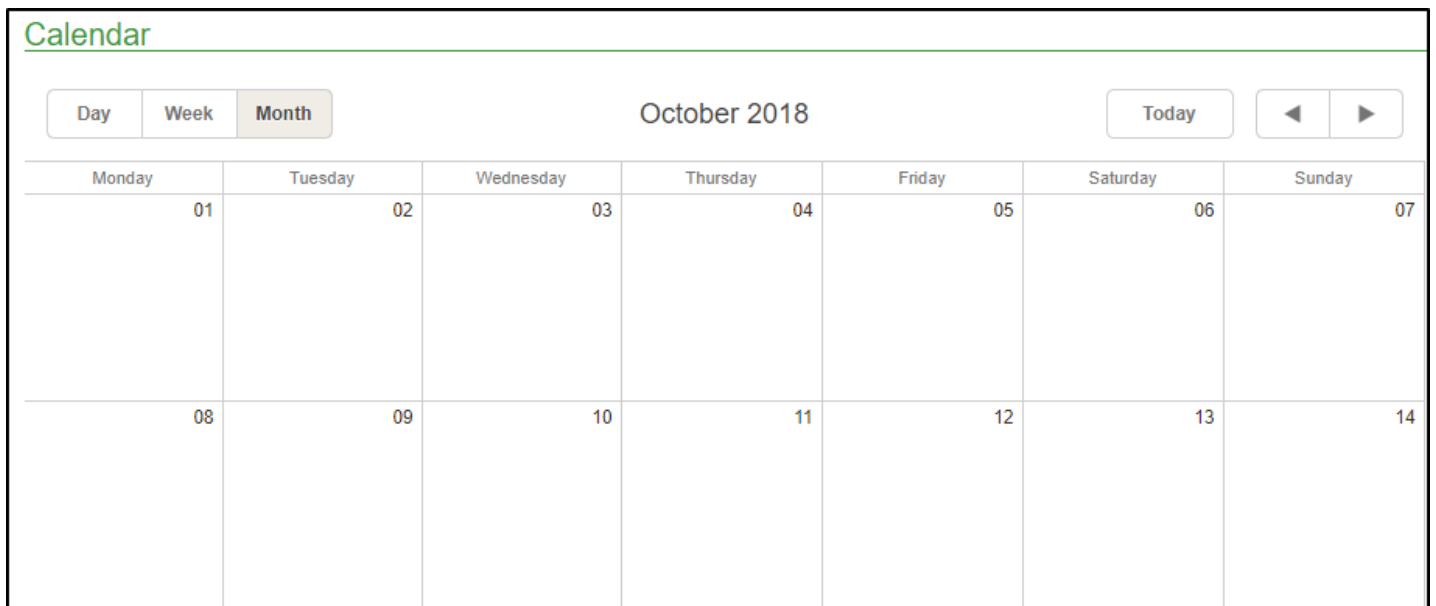 Calendar
Day Week Month October 2018 Today
Monday Tuesday Wednesday Thursday Friday Saturday Sunday
01 02 03 04 05 06 07
08 09 10 11 12 13 14